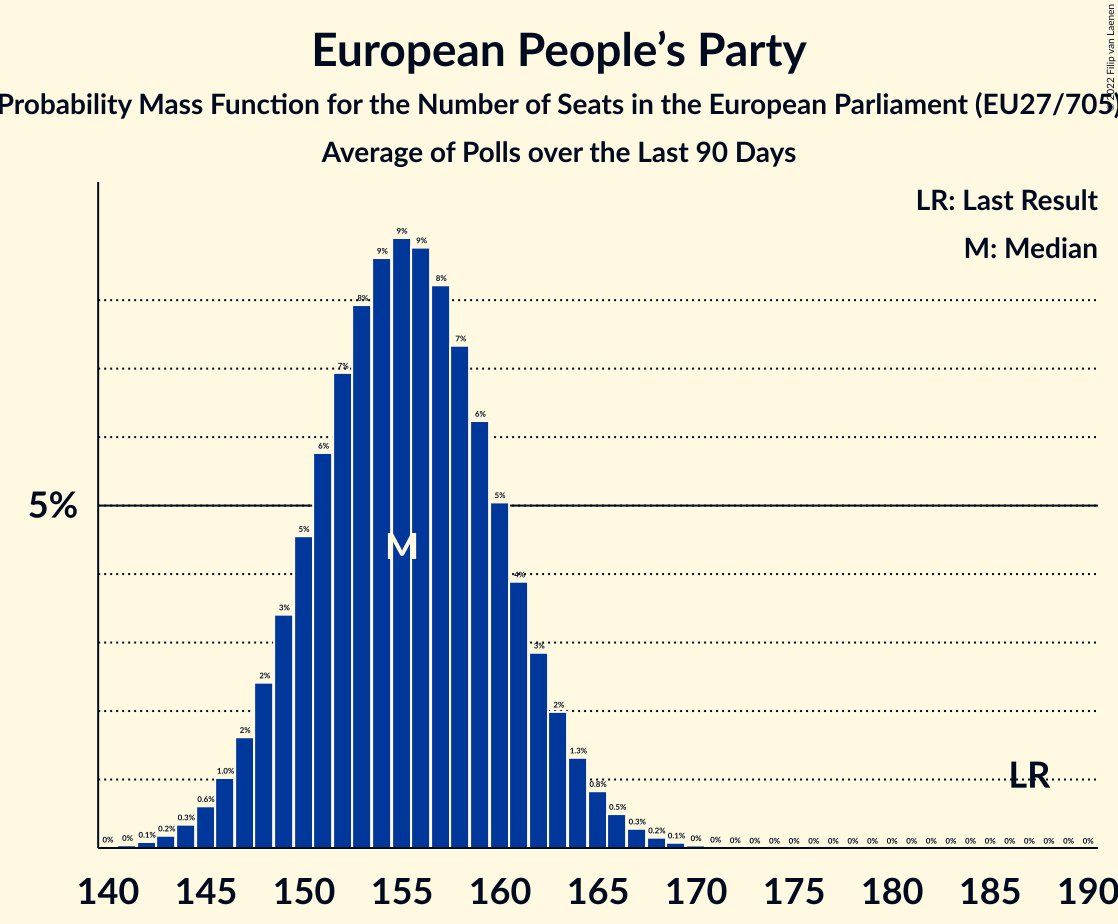 European People’s Party
Probability Mass Function for the Number of Seats in the European Parliament (EU27/705)
Average of Polls over the Last 90 Days
© 2022 Filip van Laenen
LR: Last Result
M: Median
5%
0% 0% 0.1% 0.2% 0.3% 0.6% 1.0% 2% 2% 3% 5% 6% 7% 8% 9% 9% 9% 8% 7% 6% 5% 4% 3% 2% 1.3% 0.8% 0.5% 0.3% 0.2% 0.1% 0% 0% 0% 0% 0% 0% 0% 0% 0% 0% 0% 0% 0% 0% 0% 0% 0% 0% 0% 0% 0%
M
LR
140 145 150 155 160 165 170 175 180 185 190